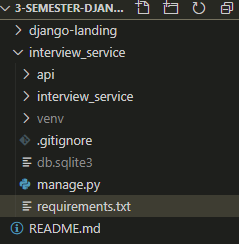 3-SEMESTER-DJAN...
django-landing
interview_service
api
interview_service
venv
.gitignore
db.sqlite3
manage.py
requirements.txt
README.md